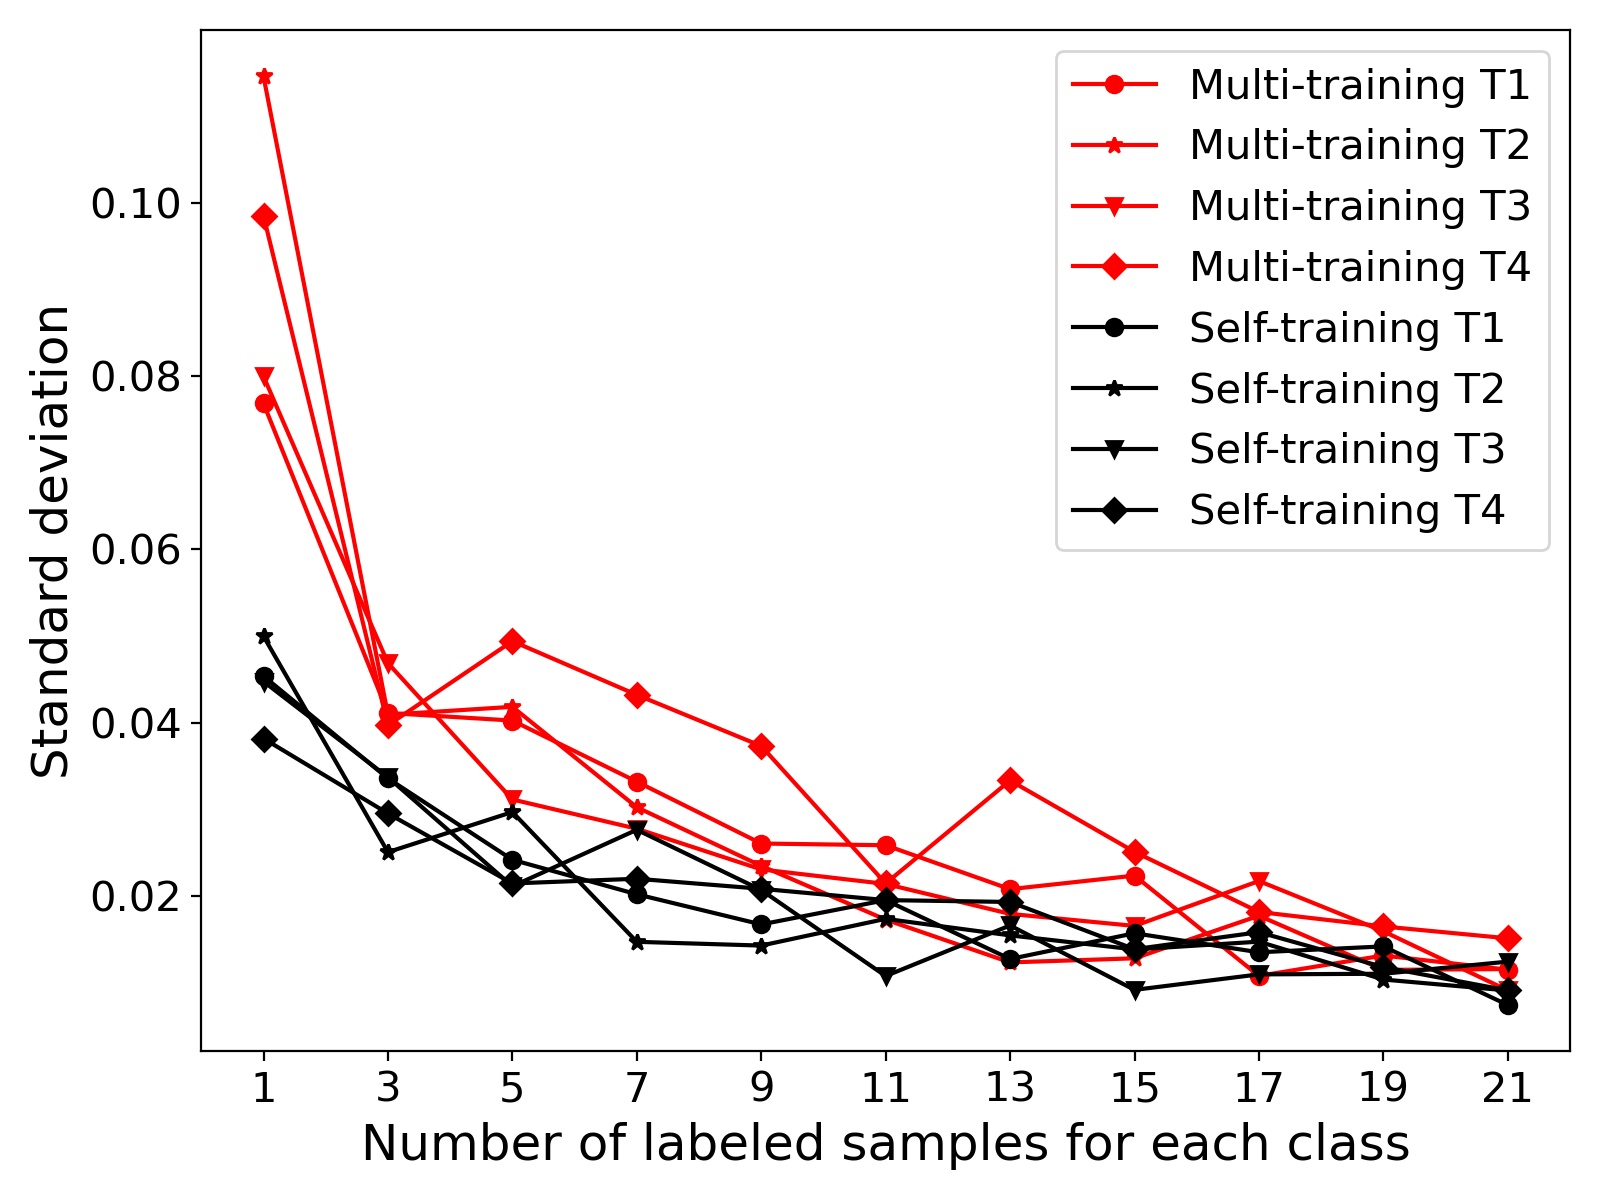 Multi-training T1
Multi-training T2
Multi-training T3
Multi-training T4
Self-training T1
Self-training T2
Self-training T3
Self-training T4
Standard deviation
0.10
0.08
0.06
0.04
0.02
1 3 5 7 9 11 13 15 17 19 21
Number of labeled samples for each class